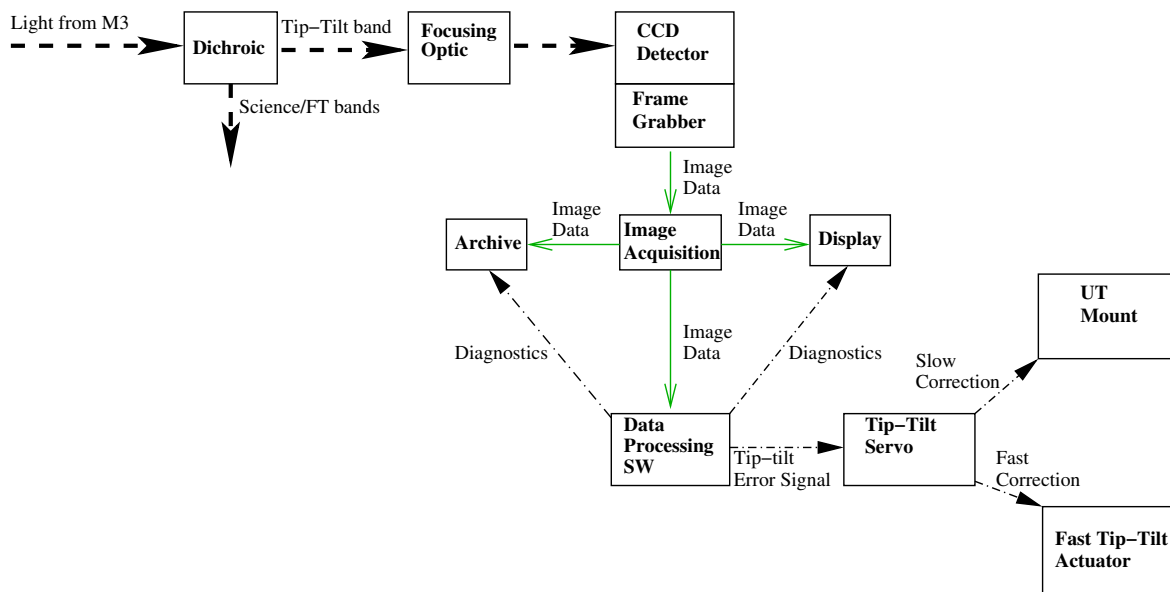 Light from M3
Dichroic
Tip−Tilt band
Focusing
Optic
CCD
Detector
Frame
Grabber
Science/FT bands
Image
Data
Image
Data
Image
Data
Archive
Image
Acquisition
Display
UT
Mount
Diagnostics
Image
Data
Diagnostics
Slow
Correction
Data
Processing
SW
Tip−tilt
Error Signal
Tip−Tilt
Servo
Fast
Correction
Fast Tip−Tilt
Actuator